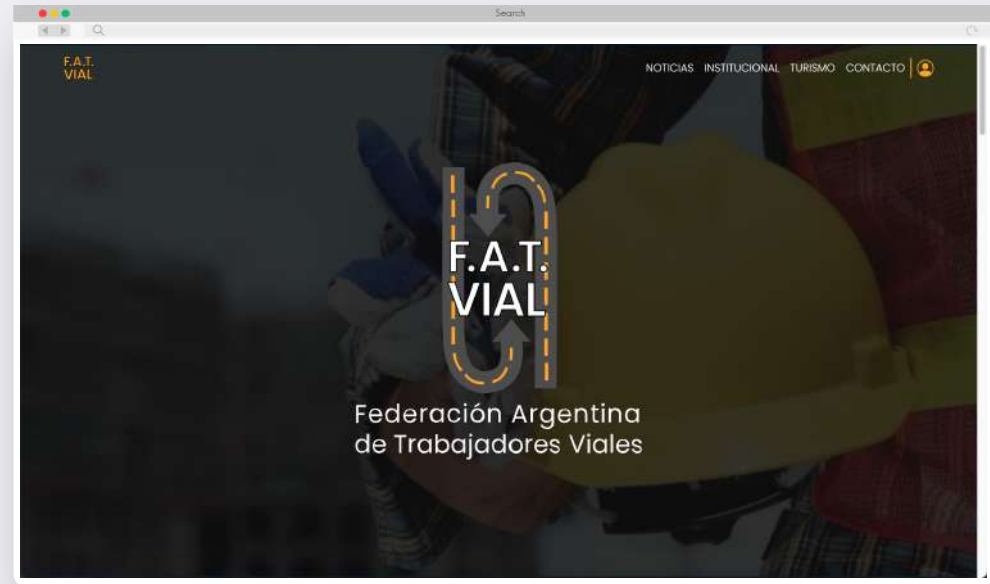 Search
F.A.T.
VIAL
NOTICIAS INSTITUCIONAL TURISMO CONTACTO
F.A.T.
VIAL
Federación Argentina
de Trabajadores Viales